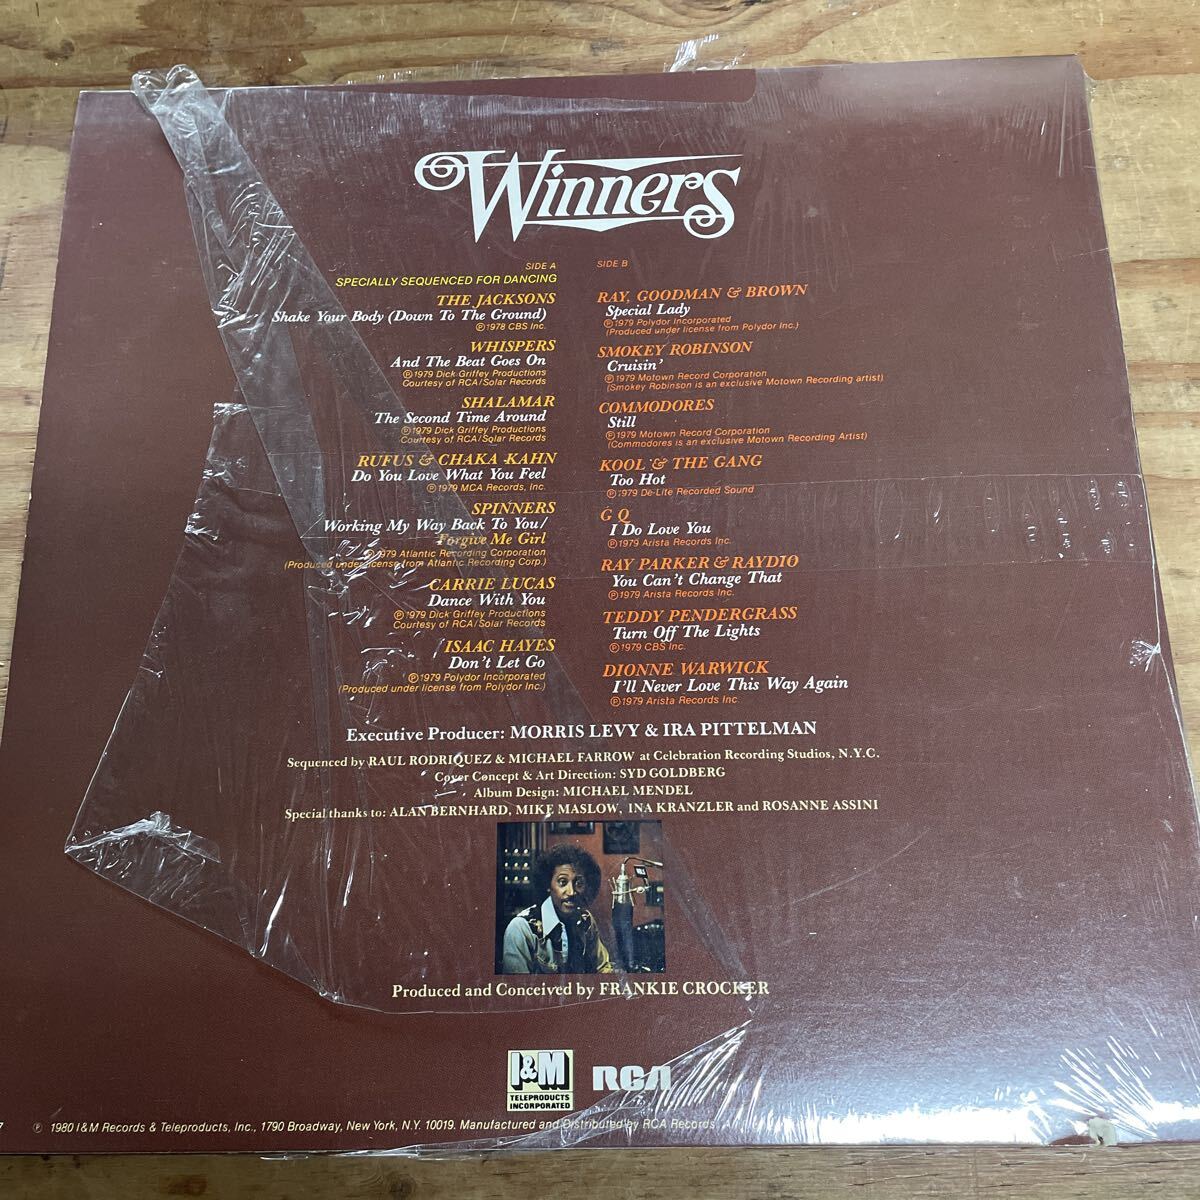 Winners
SIDE A
SPECIALLY SEQUENCED FOR DANCING
THE JACKSONS
Shake Your Body (Down To The Ground)
Ⓟ 1978 CBS Inc.
WHISPERS
And The Beat Goes On
Ⓟ 1979 Dick Griffey Productions
Courtesy of RCA/Solar Records
SHALAMAR
The Second Time Around
Ⓟ 1979 Dick Griffey Productions
Courtesy of RCA/Solar Records
RUFUS & CHAKA KAHN
Do You Love What You Feel
Ⓟ 1979 MCA Records, Inc.
SPINNERS
Working My Way Back To You/
Forgive Me Girl
Ⓟ 1979 Atlantic Recording Corporation
(Produced under license from Atlantic Recording Corp.)
CARRIE LUCAS
Dance With You
Ⓟ 1979 Dick Griffey Productions
Courtesy of RCA/Solar Records
ISAAC HAYES
Don't Let Go
Ⓟ 1979 Polydor Incorporated
(Produced under license from Polydor Inc.)
SIDE B
RAY, GOODMAN & BROWN
Special Lady
Ⓟ 1979 Polydor Incorporated
(Produced under license from Polydor Inc.)
SMOKEY ROBINSON
Cruisin'
Ⓟ 1979 Motown Record Corporation
(Smokey Robinson is an exclusive Motown Recording artist)
COMMODORES
Still
Ⓟ 1979 Motown Record Corporation
(Commodores is an exclusive Motown Recording Artist)
KOOL & THE GANG
Too Hot
Ⓟ 1979 De-Lite Recorded Sound
G Q
I Do Love You
Ⓟ 1979 Arista Records Inc.
RAY PARKER & RAYDIO
You Can't Change That
Ⓟ 1979 Arista Records Inc.
TEDDY PENDERGRASS
Turn Off The Lights
Ⓟ 1979 CBS Inc.
DIONNE WARWICK
I'll Never Love This Way Again
Ⓟ 1979 Arista Records Inc.
Executive Producer: MORRIS LEVY & IRA PITTELMAN
Sequenced by RAUL RODRIQUEZ & MICHAEL FARROW at Celebration Recording Studios, N.Y.C.
Cover Concept & Art Direction: SYD GOLDBERG
Album Design: MICHAEL MENDEL
Special thanks to: ALAN BERNHARD, MIKE MASLOW, INA KRANZLER and ROSANNE ASSINI
Produced and Conceived by FRANKIE CROCKER
I&M
TELEPRODUCTS
INCORPORATED
RCA
7 Ⓟ 1980 I&M Records & Teleproducts, Inc., 1790 Broadway, New York, N.Y. 10019. Manufactured and Distributed by RCA Records